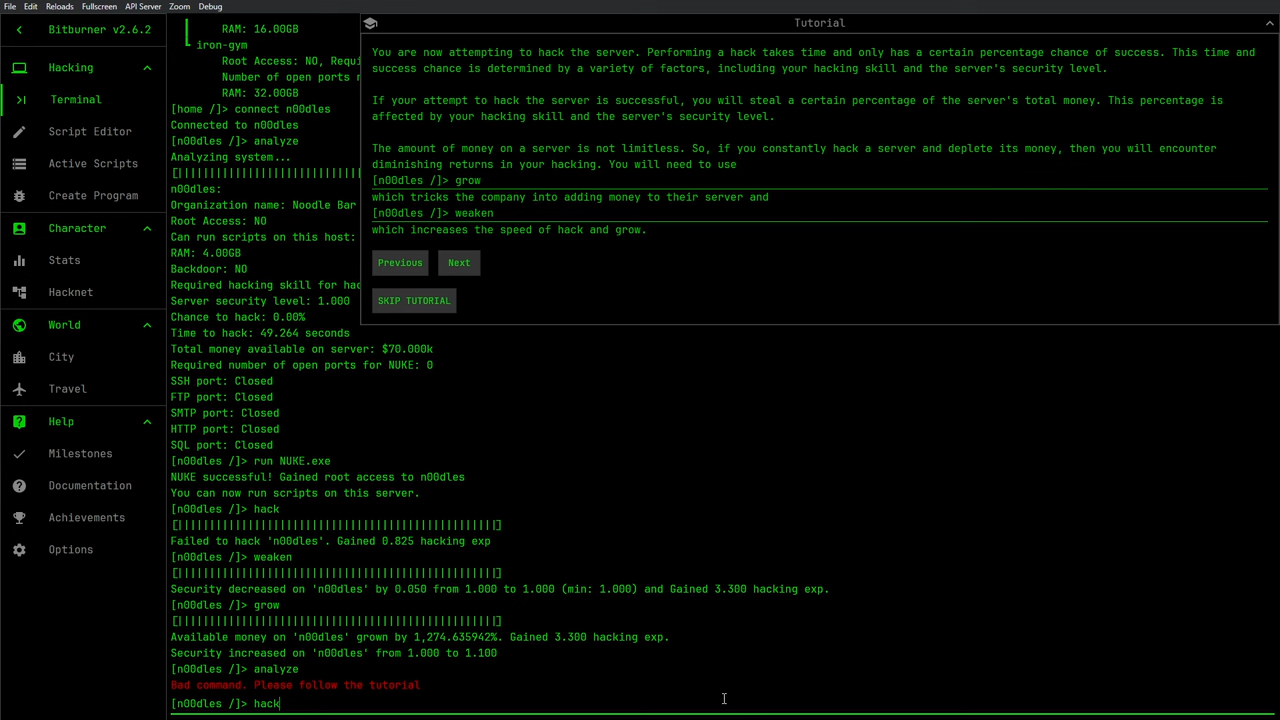 File Edit Reloads Fullscreen API Server Zoom Debug
Bitburner v2.6.2
Hacking
Terminal
Script Editor
Active Scripts
Create Program
Character
Stats
Hacknet
World
City
Travel
Help
Milestones
Documentation
Achievements
Options
RAM: 16.00GB
iron-gym
Root Access: NO, Requi
Number of open ports r
RAM: 32.00GB
[home /]> connect n00dles
Connected to n00dles
[n00dles /]> analyze
Analyzing system...
n00dles:
Organization name: Noodle Bar
Root Access: NO
Can run scripts on this host:
RAM: 4.00GB
Backdoor: NO
Required hacking skill for hac
Server security level: 1.000
Chance to hack: 0.00%
Time to hack: 49.264 seconds
Total money available on server: $70.000k
Required number of open ports for NUKE: 0
SSH port: Closed
FTP port: Closed
SMTP port: Closed
HTTP port: Closed
SQL port: Closed
[n00dles /]> run NUKE.exe
NUKE successful! Gained root access to n00dles
You can now run scripts on this server.
[n00dles /]> hack
[||||||||||||||||||||||||||||||||||||||||||||||||||]
Failed to hack 'n00dles'. Gained 0.825 hacking exp
[n00dles /]> weaken
[||||||||||||||||||||||||||||||||||||||||||||||||||]
Security decreased on 'n00dles' by 0.050 from 1.000 to 1.000 (min: 1.000) and Gained 3.300 hacking exp.
[n00dles /]> grow
[||||||||||||||||||||||||||||||||||||||||||||||||||]
Available money on 'n00dles' grown by 1,274.635942%. Gained 3.300 hacking exp.
Security increased on 'n00dles' from 1.000 to 1.100
[n00dles /]> analyze
Bad command. Please follow the tutorial
[n00dles /]> hack
Tutorial
You are now attempting to hack the server. Performing a hack takes time and only has a certain percentage chance of success. This time and
success chance is determined by a variety of factors, including your hacking skill and the server's security level.
If your attempt to hack the server is successful, you will steal a certain percentage of the server's total money. This percentage is
affected by your hacking skill and the server's security level.
The amount of money on a server is not limitless. So, if you constantly hack a server and deplete its money, then you will encounter
diminishing returns in your hacking. You will need to use
[n00dles /]> grow
which tricks the company into adding money to their server and
[n00dles /]> weaken
which increases the speed of hack and grow.
Previous Next
SKIP TUTORIAL